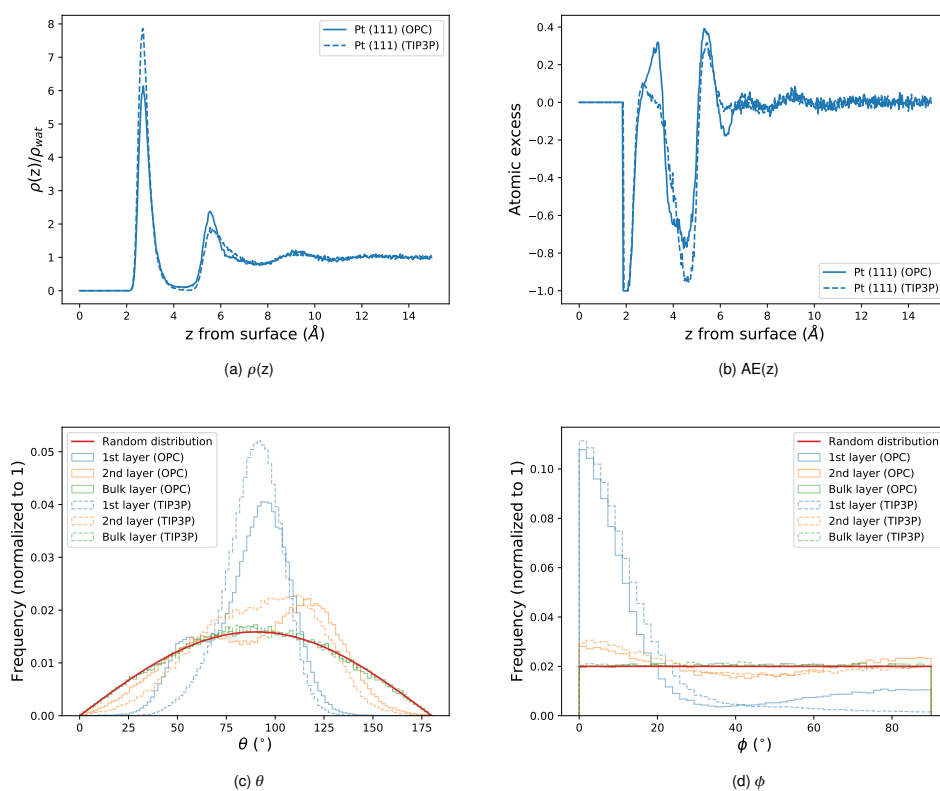 8
7
6
5
4
3
2
1
0
ρ(z)/ρwat
Pt (111) (OPC)
Pt (111) (TIP3P)
0 2 4 6 8 10 12 14
z from surface (Å)
(a) ρ(z)
0.4
0.2
0.0
−0.2
−0.4
−0.6
−0.8
−1.0
Atomic excess
Pt (111) (OPC)
Pt (111) (TIP3P)
0 2 4 6 8 10 12 14
z from surface (Å)
(b) AE(z)
0.05
0.04
0.03
0.02
0.01
0.00
Frequency (normalized to 1)
Random distribution
1st layer (OPC)
2nd layer (OPC)
Bulk layer (OPC)
1st layer (TIP3P)
2nd layer (TIP3P)
Bulk layer (TIP3P)
0 25 50 75 100 125 150 175
θ (°)
(c) θ
0.10
0.08
0.06
0.04
0.02
0.00
Frequency (normalized to 1)
Random distribution
1st layer (OPC)
2nd layer (OPC)
Bulk layer (OPC)
1st layer (TIP3P)
2nd layer (TIP3P)
Bulk layer (TIP3P)
0 20 40 60 80
ϕ (°)
(d) ϕ